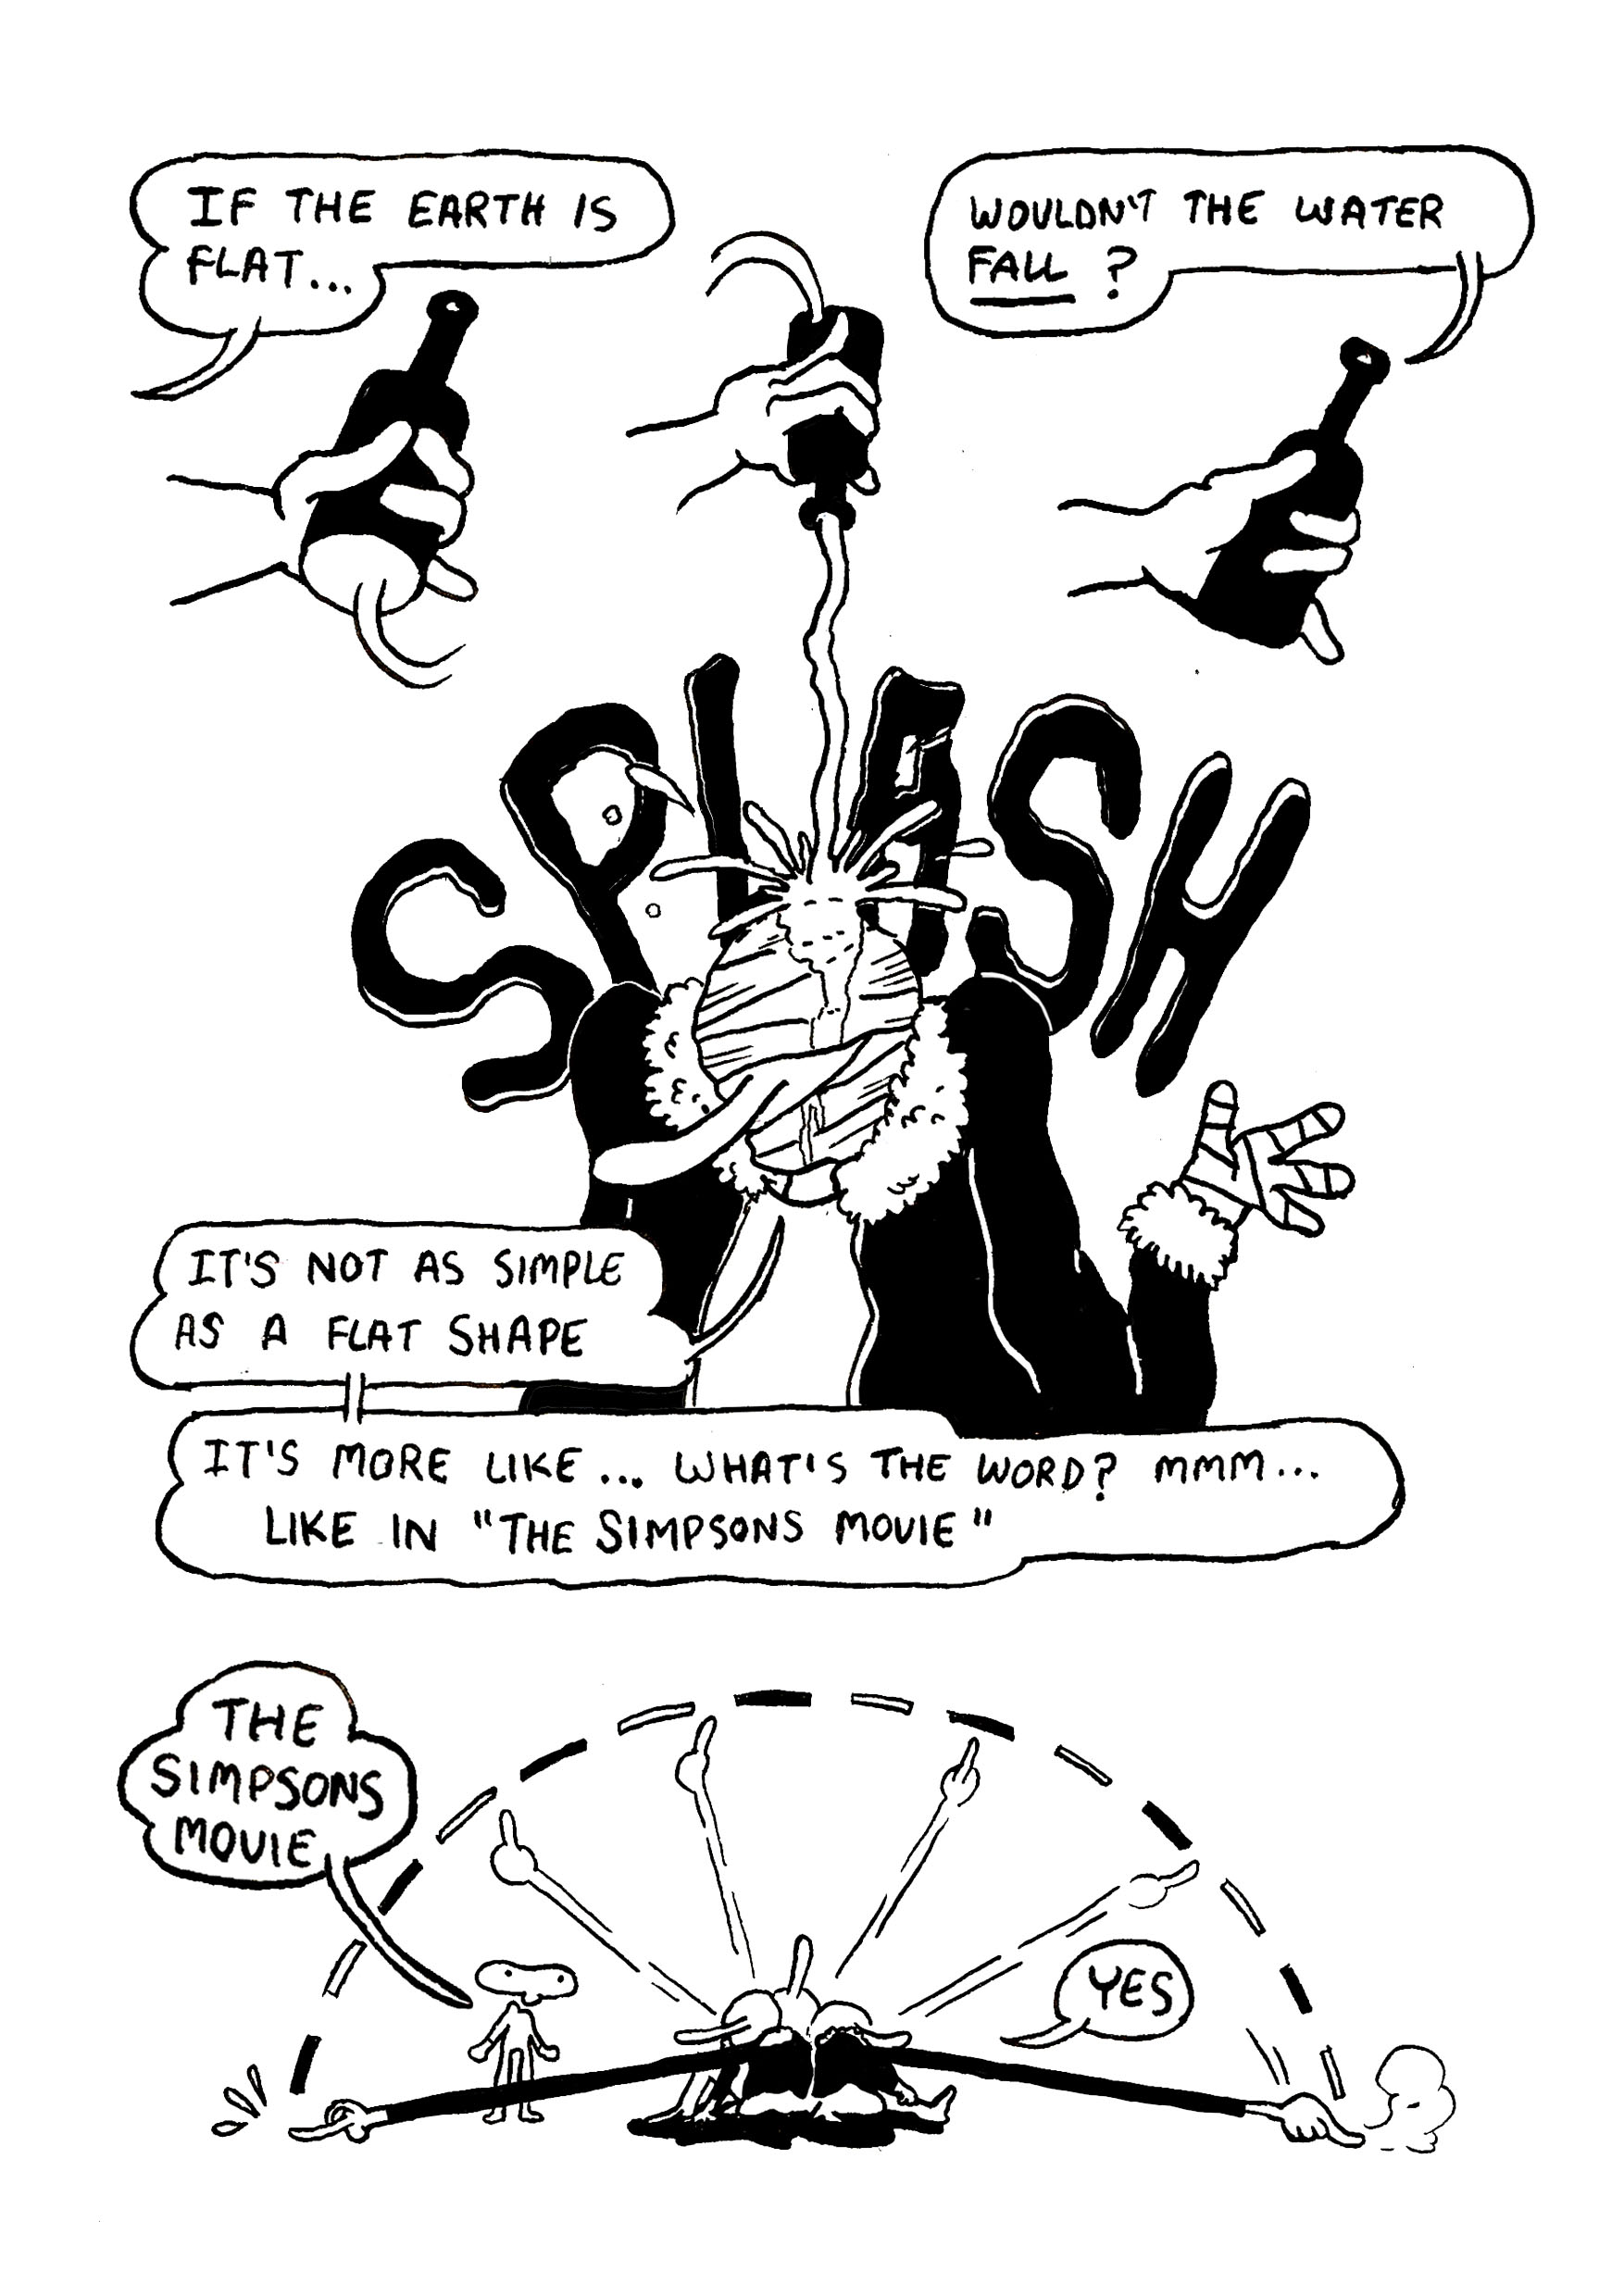 IF THE EARTH IS
FLAT...
WOULDN'T THE WATER
FALL ?
SPLASH
IT'S NOT AS SIMPLE
AS A FLAT SHAPE
IT'S MORE LIKE... WHAT'S THE WORD? MMM...
LIKE IN "THE SIMPSONS MOVIE"
THE
SIMPSONS
MOVIE
YES